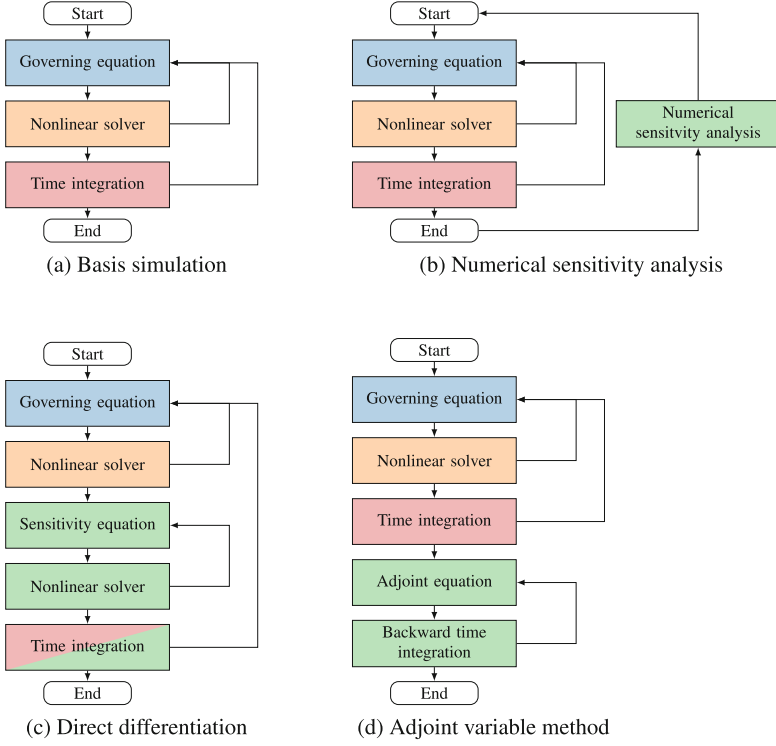 Start
Governing equation
Nonlinear solver
Time integration
End
(a) Basis simulation
Start
Governing equation
Nonlinear solver
Time integration
End
Numerical
sensitvity analysis
(b) Numerical sensitivity analysis
Start
Governing equation
Nonlinear solver
Sensitivity equation
Nonlinear solver
Time integration
End
(c) Direct differentiation
Start
Governing equation
Nonlinear solver
Time integration
Adjoint equation
Backward time
integration
End
(d) Adjoint variable method